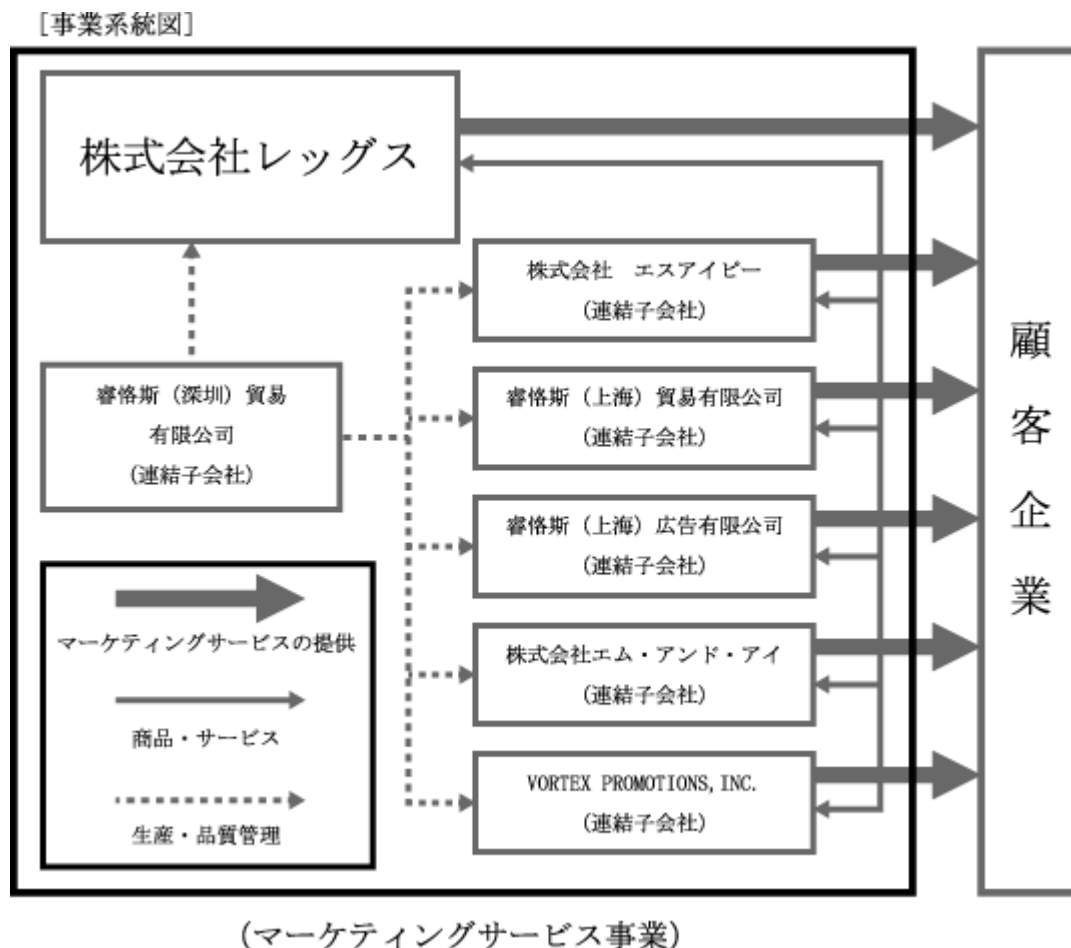 [事業系統図]
株式会社レッグス
株式会社　エスアイピー
(連結子会社)
睿恪斯（深圳）貿易
有限公司
(連結子会社)
睿恪斯（上海）貿易有限公司
(連結子会社)
睿恪斯（上海）広告有限公司
(連結子会社)
株式会社エム・アンド・アイ
(連結子会社)
VORTEX PROMOTIONS, INC.
(連結子会社)
マーケティングサービスの提供
商品・サービス
生産・品質管理
顧客企業
(マーケティングサービス事業)